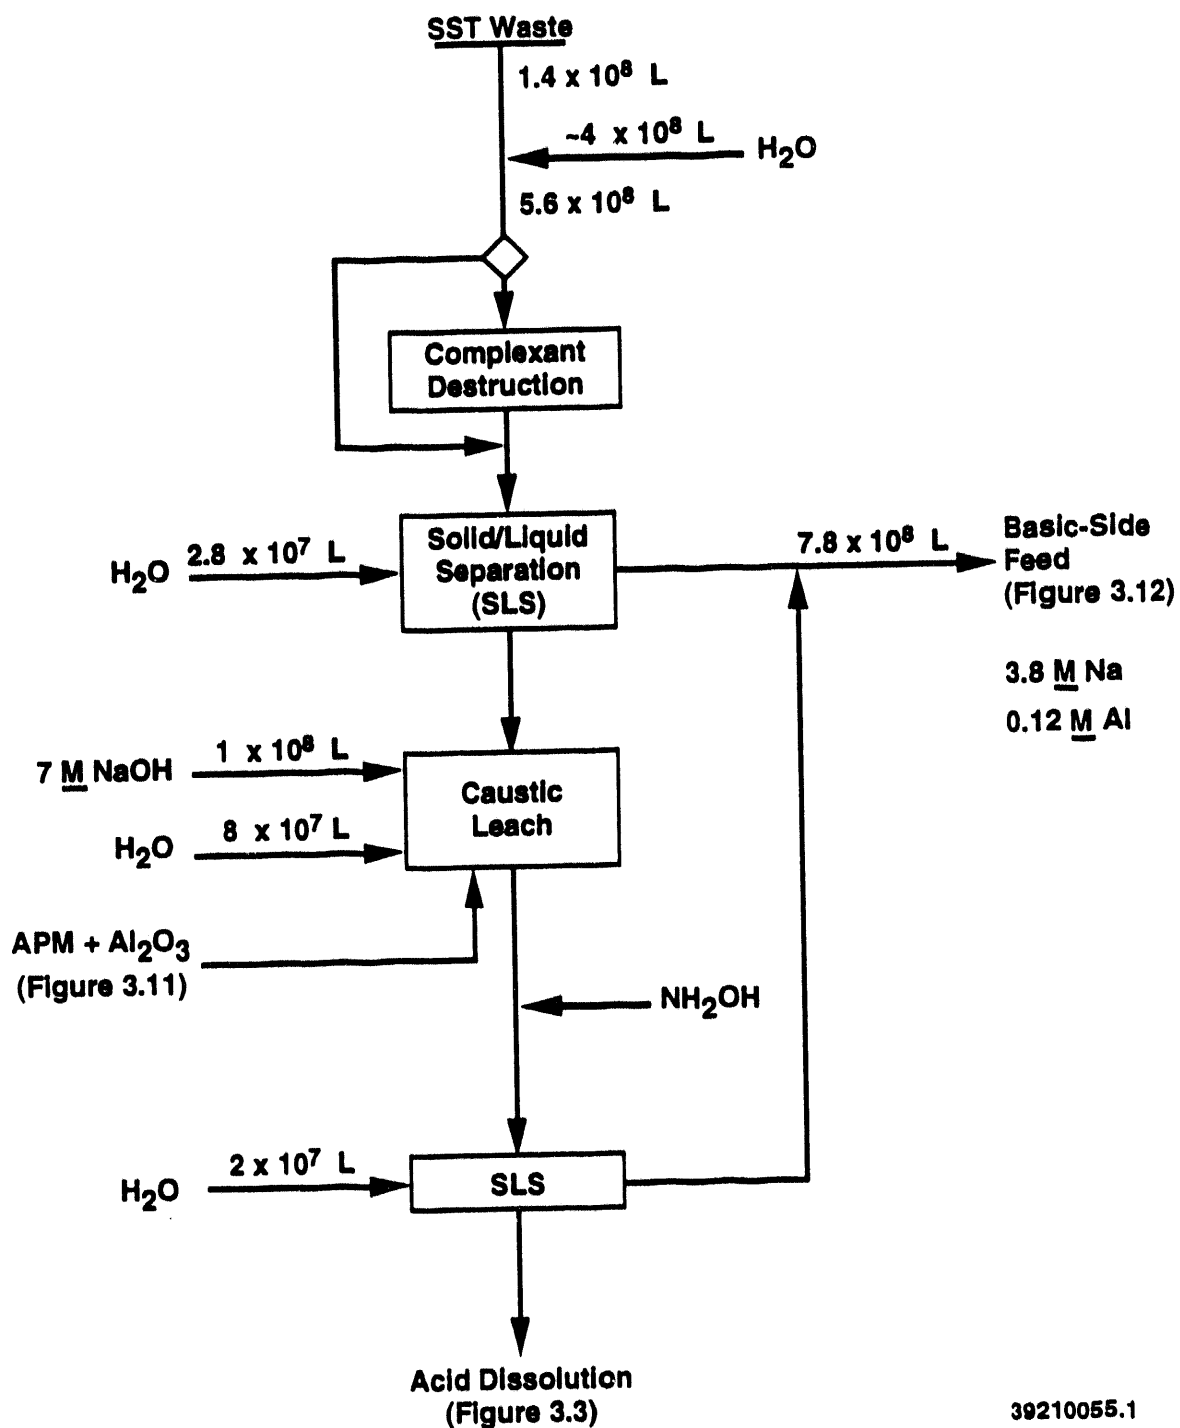 SST Waste
1.4 x 10⁸ L
~4 x 10⁸ L
H₂O
5.6 x 10⁸ L
Complexant
Destruction
H₂O
2.8 x 10⁷ L
Solid/Liquid
Separation
(SLS)
7.8 x 10⁸ L
Basic-Side
Feed
(Figure 3.12)
3.8 M Na
0.12 M Al
7 M NaOH
1 x 10⁸ L
H₂O
8 x 10⁷ L
Caustic
Leach
APM + Al₂O₃
(Figure 3.11)
NH₂OH
H₂O
2 x 10⁷ L
SLS
Acid Dissolution
(Figure 3.3)
39210055.1